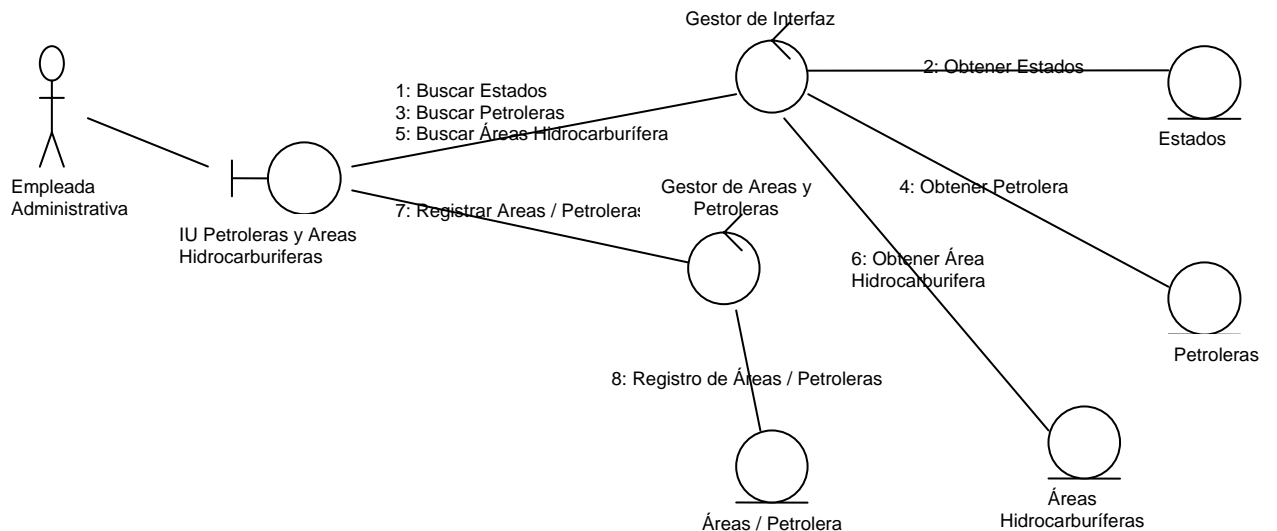 Gestor de Interfaz
1: Buscar Estados
3: Buscar Petroleras
5: Buscar Áreas Hidrocarburífera
2: Obtener Estados
Estados
Empleada
Administrativa
IU Petroleras y Areas
Hidrocarburiferas
7: Registrar Areas / Petroleras
Gestor de Areas y
Petroleras
4: Obtener Petrolera
6: Obtener Área
Hidrocarburifera
Petroleras
8: Registro de Áreas / Petroleras
Áreas / Petrolera
Áreas
Hidrocarburíferas